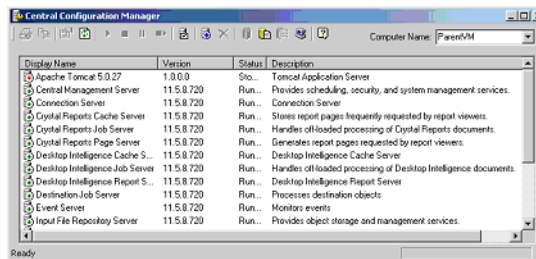 Central Configuration Manager
Computer Name: ParentVM
Display Name Version Status Description
Apache Tomcat 5.0.27 1.0.0.0 Sto... Tomcat Application Server
Central Management Server 11.5.8.720 Run... Provides scheduling, security, and system management services.
Connection Server 11.5.8.720 Run... Connection Server
Crystal Reports Cache Server 11.5.8.720 Run... Stores report pages frequently requested by report viewers.
Crystal Reports Job Server 11.5.8.720 Run... Handles off-loaded processing of Crystal Reports documents.
Crystal Reports Page Server 11.5.8.720 Run... Generates report pages requested by report viewers.
Desktop Intelligence Cache S... 11.5.8.720 Run... Desktop Intelligence Cache Server
Desktop Intelligence Job Server 11.5.8.720 Run... Handles off-loaded processing of Desktop Intelligence documents.
Desktop Intelligence Report S... 11.5.8.720 Run... Desktop Intelligence Report Server
Destination Job Server 11.5.8.720 Run... Processes destination objects
Event Server 11.5.8.720 Run... Monitors events
Input File Repository Server 11.5.8.720 Run... Provides object storage and management services.
Ready